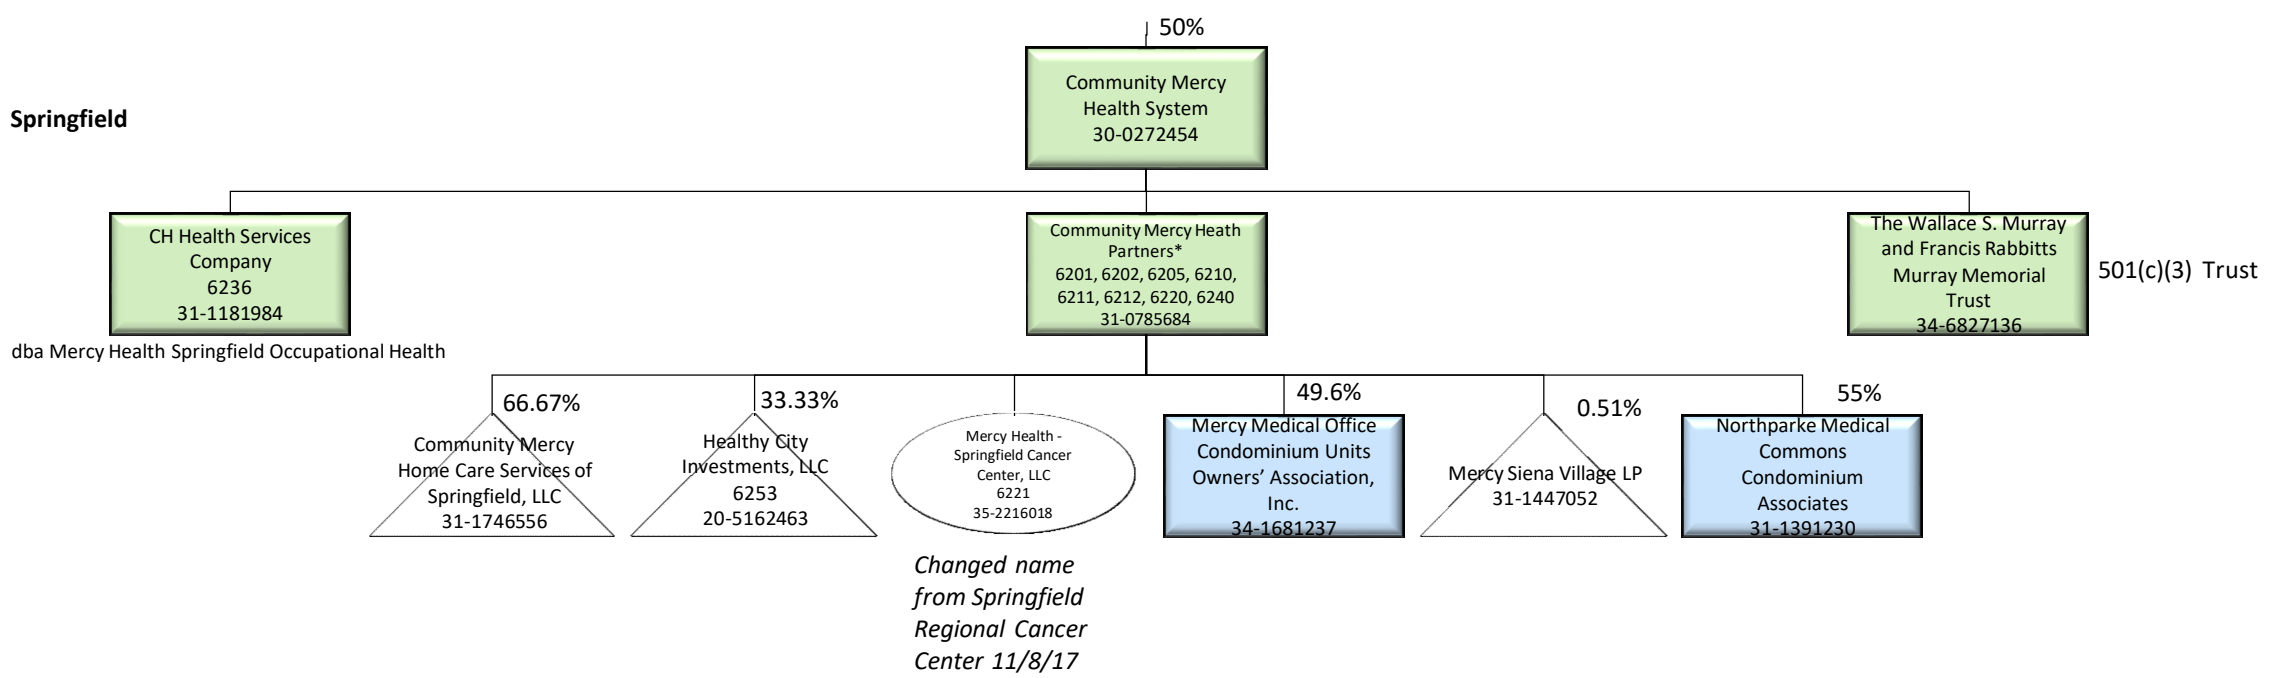 50%
Community Mercy
Health System
30-0272454
Springfield
CH Health Services
Company
6236
31-1181984
dba Mercy Health Springfield Occupational Health
Community Mercy Heath
Partners*
6201, 6202, 6205, 6210,
6211, 6212, 6220, 6240
31-0785684
The Wallace S. Murray
and Francis Rabbitts
Murray Memorial
Trust
34-6827136
501(c)(3) Trust
66.67%
Community Mercy
Home Care Services of
Springfield, LLC
31-1746556
33.33%
Healthy City
Investments, LLC
6253
20-5162463
Mercy Health -
Springfield Cancer
Center, LLC
6221
35-2216018
Changed name
from Springfield
Regional Cancer
Center 11/8/17
49.6%
Mercy Medical Office
Condominium Units
Owners’ Association,
Inc.
34-1681237
0.51%
Mercy Siena Village LP
31-1447052
55%
Northparke Medical
Commons
Condominium
Associates
31-1391230